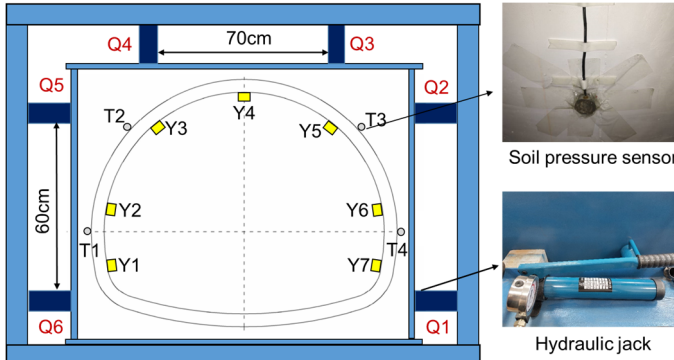 Q4
70cm
Q3
Q5
Q2
T2
T3
Y4
Y3
Y5
Soil pressure sensor
60cm
Y2
Y6
T1
T4
Y1
Y7
Q6
Q1
Hydraulic jack